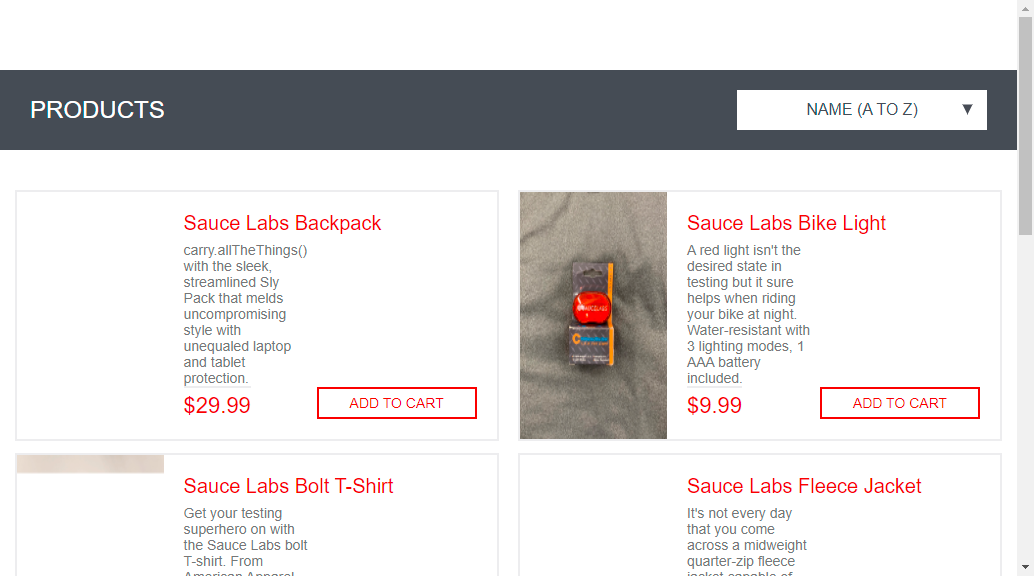 PRODUCTS
NAME (A TO Z)
Sauce Labs Backpack
carry.allTheThings()
with the sleek,
streamlined Sly
Pack that melds
uncompromising
style with
unequaled laptop
and tablet
protection.
$29.99
ADD TO CART
Sauce Labs Bike Light
A red light isn't the
desired state in
testing but it sure
helps when riding
your bike at night.
Water-resistant with
3 lighting modes, 1
AAA battery
included.
$9.99
ADD TO CART
Sauce Labs Bolt T-Shirt
Get your testing
superhero on with
the Sauce Labs bolt
T-shirt. From
American Apparel
Sauce Labs Fleece Jacket
It's not every day
that you come
across a midweight
quarter-zip fleece
jacket capable of